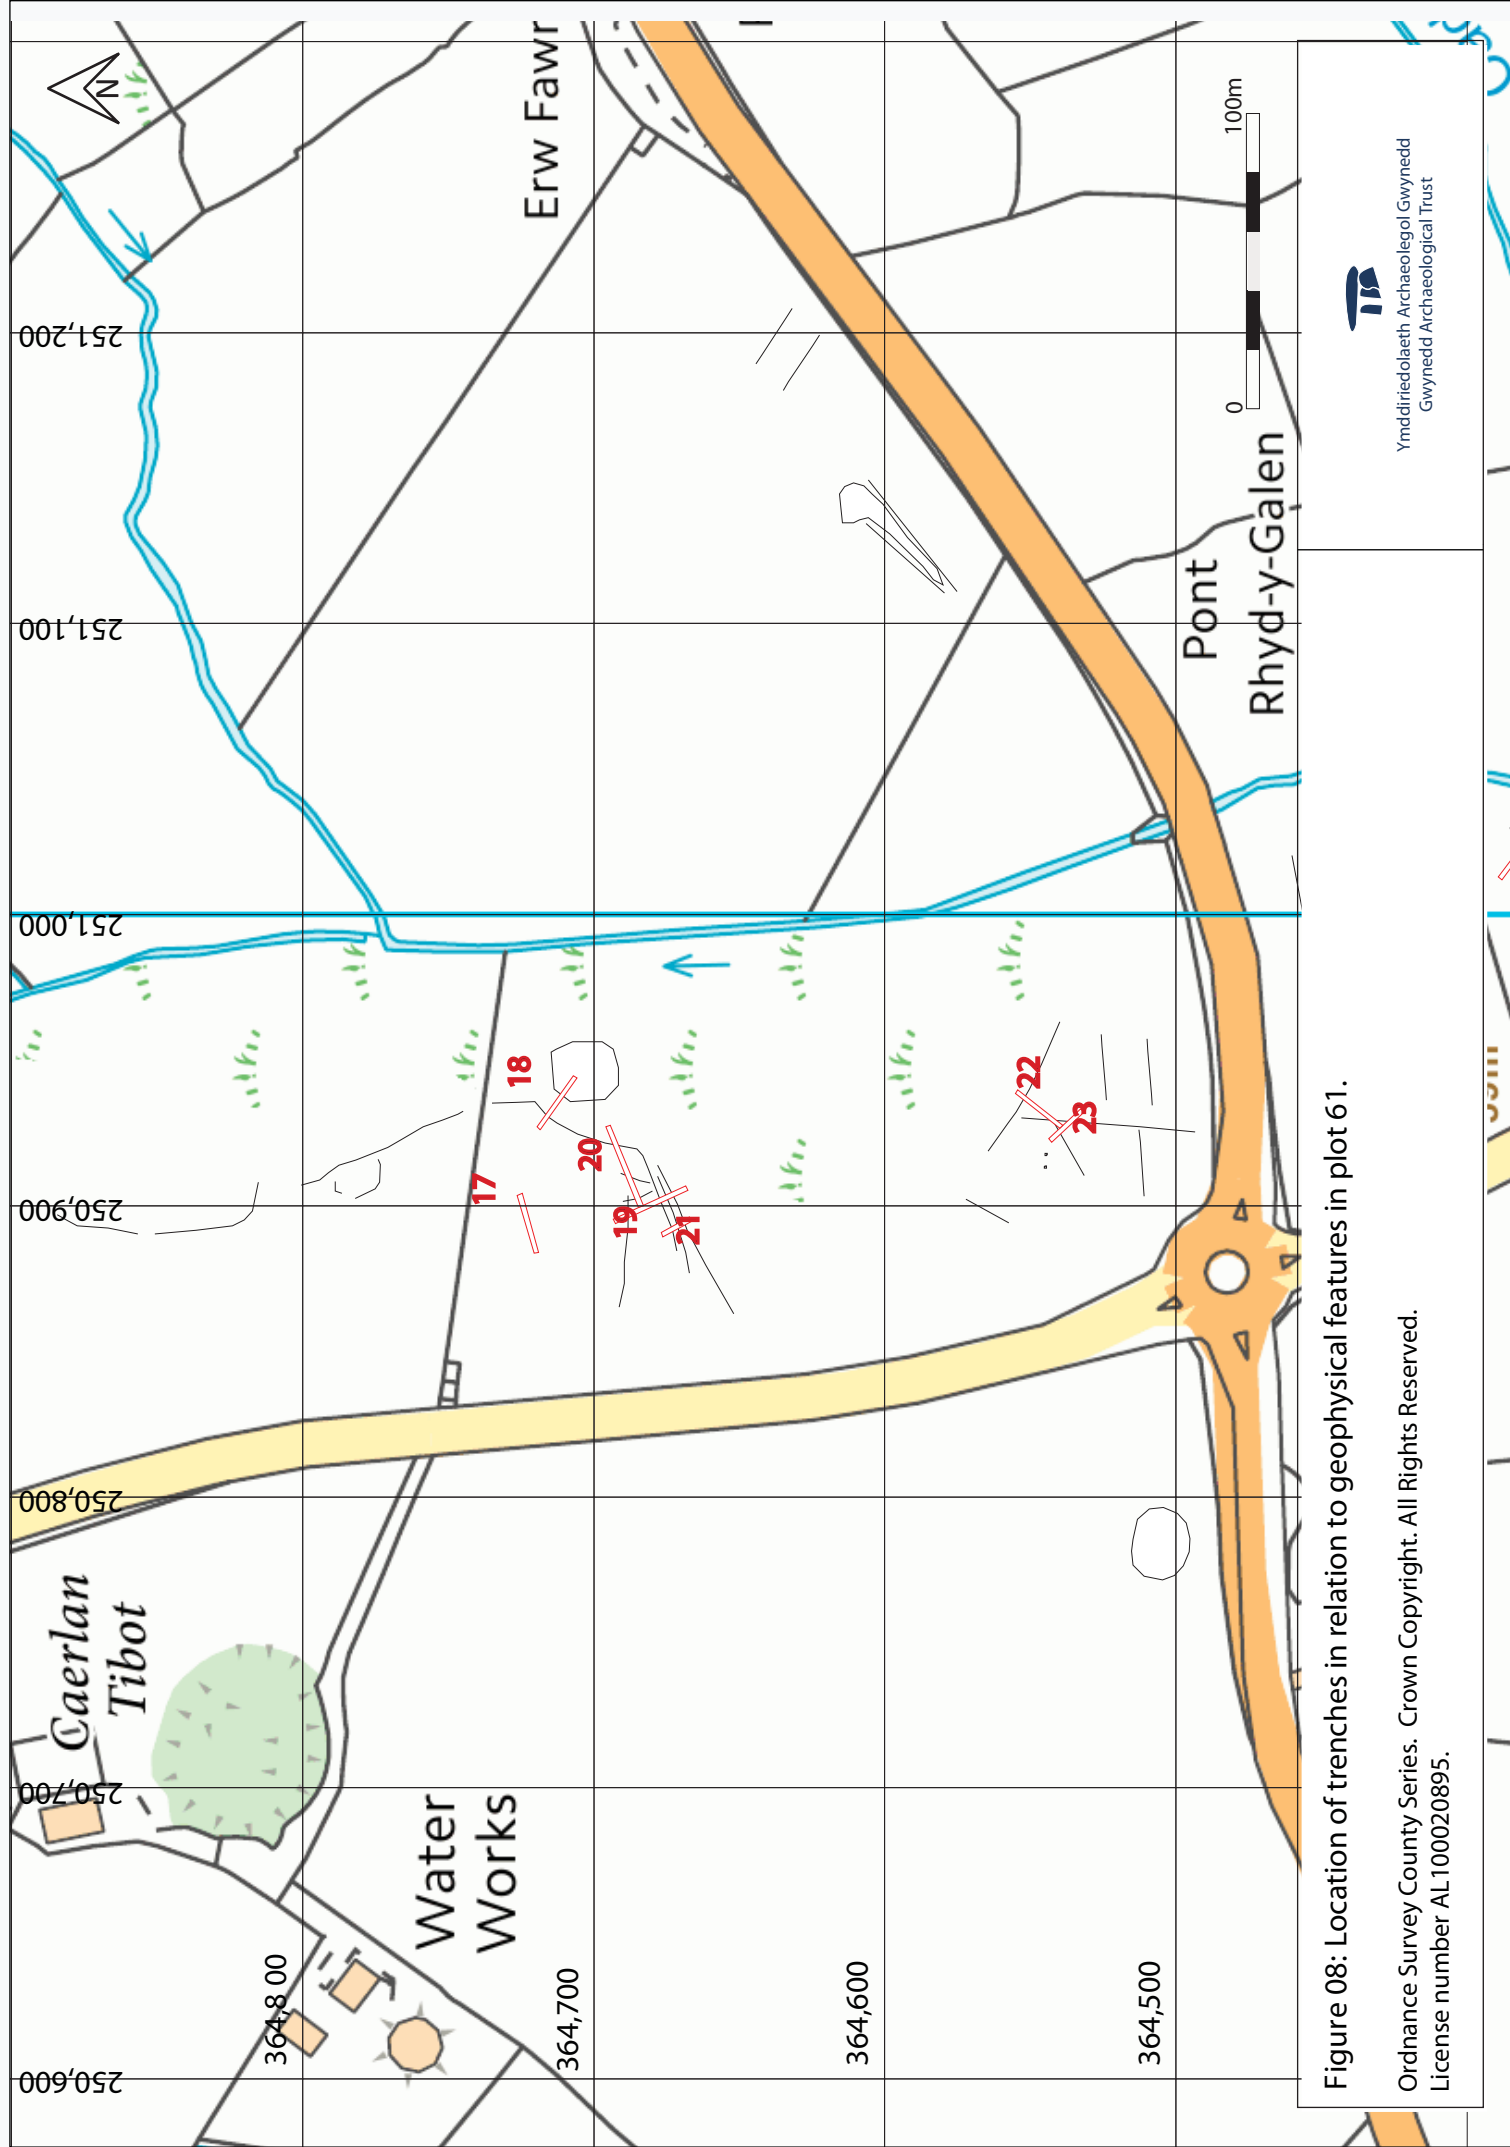 N
251,200
251,100
251,000
250,900
250,800
250,700
250,600
364,8 00
364,700
364,600
364,500
Erw Fawr
Caerlan
Tibot
Water
Works
Pont
Rhyd-y-Galen
17
18
19
20
21
22
23
0
100m
Figure 08: Location of trenches in relation to geophysical features in plot 61.
Ordnance Survey County Series. Crown Copyright. All Rights Reserved.
License number AL100020895.
Ymddiriedolaeth Archaeolegol Gwynedd
Gwynedd Archaeological Trust